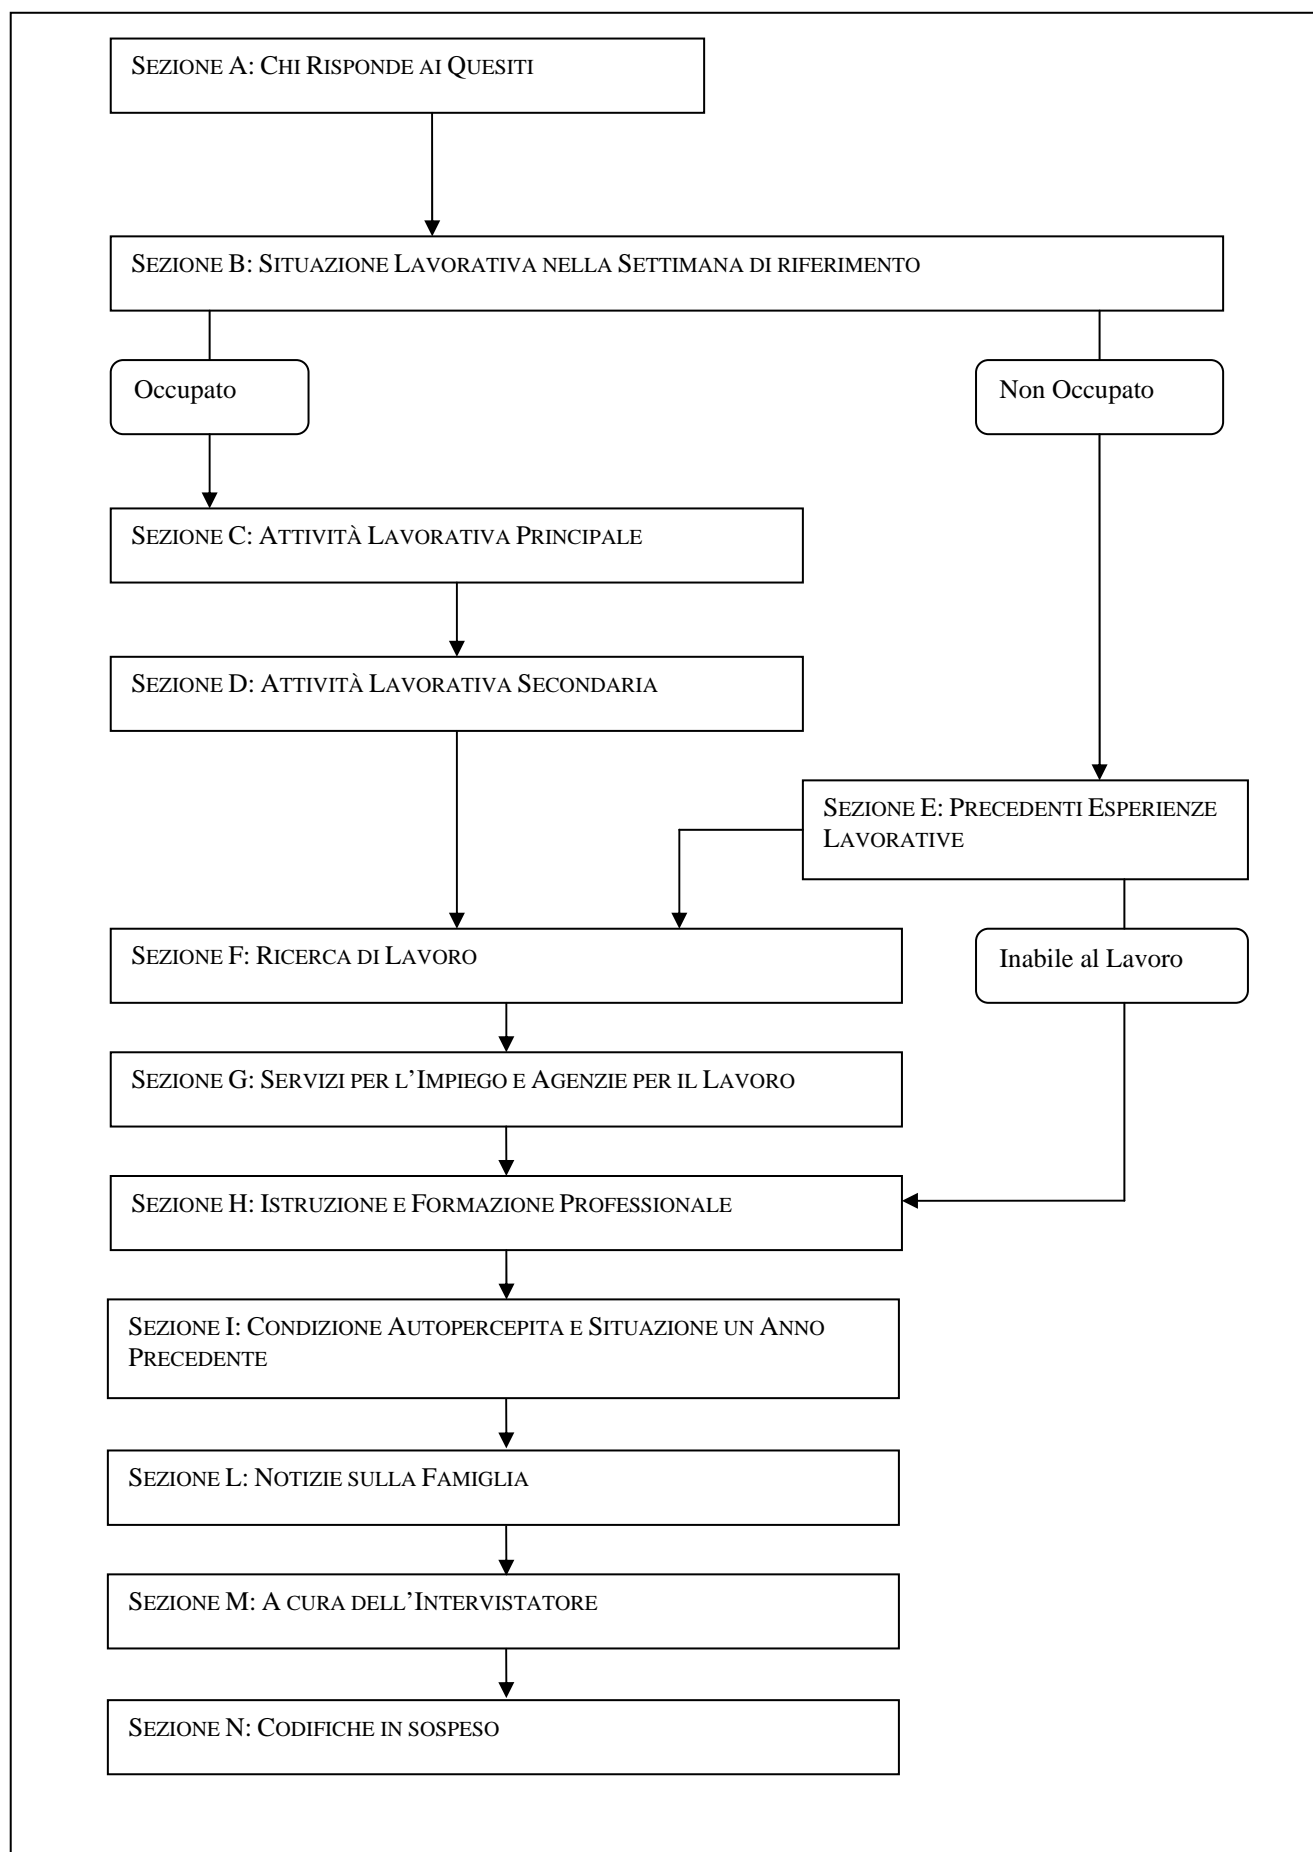 SEZIONE A: CHI RISPONDE AI QUESITI
SEZIONE B: SITUAZIONE LAVORATIVA NELLA SETTIMANA DI RIFERIMENTO
Occupato
Non Occupato
SEZIONE C: ATTIVITÀ LAVORATIVA PRINCIPALE
SEZIONE D: ATTIVITÀ LAVORATIVA SECONDARIA
SEZIONE E: PRECEDENTI ESPERIENZE
LAVORATIVE
SEZIONE F: RICERCA DI LAVORO
Inabile al Lavoro
SEZIONE G: SERVIZI PER L’IMPIEGO E AGENZIE PER IL LAVORO
SEZIONE H: ISTRUZIONE E FORMAZIONE PROFESSIONALE
SEZIONE I: CONDIZIONE AUTOPERCEPITA E SITUAZIONE UN ANNO
PRECEDENTE
SEZIONE L: NOTIZIE SULLA FAMIGLIA
SEZIONE M: A CURA DELL’INTERVISTATORE
SEZIONE N: CODIFICHE IN SOSPESO